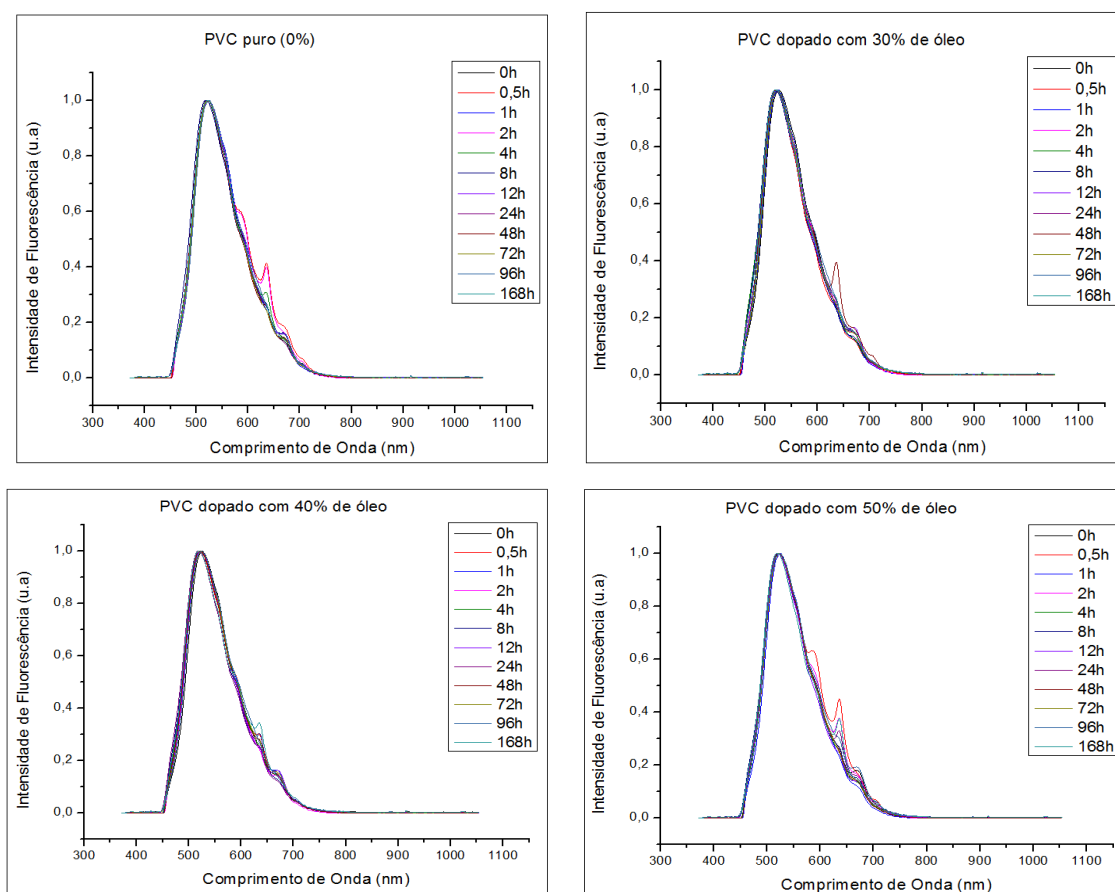 PVC puro (0%)
0h
0,5h
1h
2h
4h
8h
12h
24h
48h
72h
96h
168h
Intensidade de Fluorescência (u.a)
1,0
0,8
0,6
0,4
0,2
0,0
300 400 500 600 700 800 900 1000 1100
Comprimento de Onda (nm)
PVC dopado com 30% de óleo
0h
0,5h
1h
2h
4h
8h
12h
24h
48h
72h
96h
168h
Intensidade de Fluorescência (u.a)
1,0
0,8
0,6
0,4
0,2
0,0
300 400 500 600 700 800 900 1000 1100
Comprimento de Onda (nm)
PVC dopado com 40% de óleo
0h
0,5h
1h
2h
4h
8h
12h
24h
48h
72h
96h
168h
Intensidade de Fluorescência (u.a)
1,0
0,8
0,6
0,4
0,2
0,0
300 400 500 600 700 800 900 1000 1100
Comprimento de Onda (nm)
PVC dopado com 50% de óleo
0h
0,5h
1h
2h
4h
8h
12h
24h
48h
72h
96h
168h
Intensidade de Fluorescência (u.a)
1,0
0,8
0,6
0,4
0,2
0,0
300 400 500 600 700 800 900 1000 1100
Comprimento de Onda (nm)